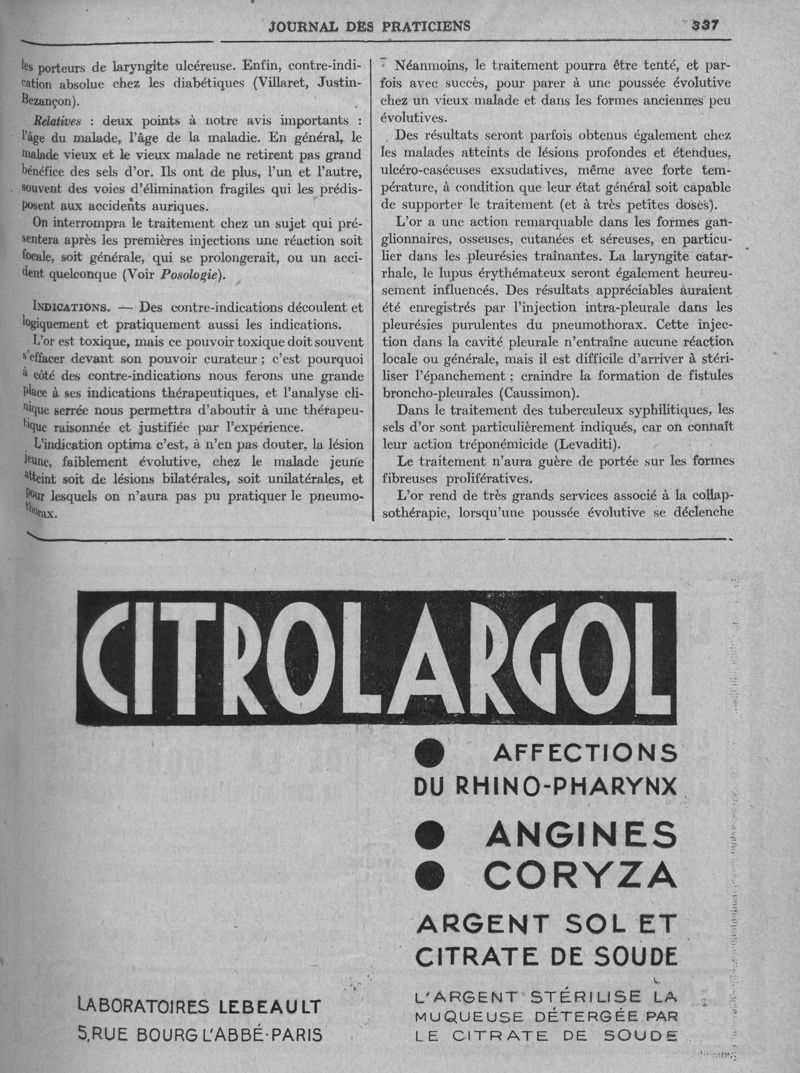 JOURNAL DES PRATICIENS 337
les porteurs de laryngite ulcéreuse. Enfin, contre-indi-
cation absolue chez les diabétiques (Villaret, Justin-
Bezançon).
Relatives : deux points à notre avis importants :
l'âge du malade, l'âge de la maladie. En général, le
malade vieux et le vieux malade ne retirent pas grand
bénéfice des sels d'or. Ils ont de plus, l'un et l'autre,
souvent des voies d'élimination fragiles qui les prédis-
posent aux accidents auriques.
On interrompra le traitement chez un sujet qui pré-
sentera après les premières injections une réaction soit
focale, soit générale, qui se prolongerait, ou un acci-
dent quelconque (Voir Posologie).
INDICATIONS. — Des contre-indications découlent et
logiquement et pratiquement aussi les indications.
L'or est toxique, mais ce pouvoir toxique doit souvent
s'effacer devant son pouvoir curateur ; c'est pourquoi
à côté des contre-indications nous ferons une grande
place à ses indications thérapeutiques, et l'analyse cli-
nique serrée nous permettra d'aboutir à une thérapeu-
tique raisonnée et justifiée par l'expérience.
L'indication optima c'est, à n'en pas douter, la lésion
jeune, faiblement évolutive, chez le malade jeune
atteint soit de lésions bilatérales, soit unilatérales, et
pour lesquels on n'aura pas pu pratiquer le pneumo-
thorax.
Néanmoins, le traitement pourra être tenté, et par-
fois avec succès, pour parer à une poussée évolutive
chez un vieux malade et dans les formes anciennes peu
évolutives.
Des résultats seront parfois obtenus également chez
les malades atteints de lésions profondes et étendues,
ulcéro-caséeuses exsudatives, même avec forte tem-
pérature, à condition que leur état général soit capable
de supporter le traitement (et à très petites doses).
L'or a une action remarquable dans les formes gan-
glionnaires, osseuses, cutanées et séreuses, en particu-
lier dans les pleurésies traînantes. La laryngite catar-
rhale, le lupus érythémateux seront également heureu-
sement influencés. Des résultats appréciables auraient
été enregistrés par l'injection intra-pleurale dans les
pleurésies purulentes du pneumothorax. Cette injec-
tion dans la cavité pleurale n'entraîne aucune réaction
locale ou générale, mais il est difficile d'arriver à stéri-
liser l'épanchement ; craindre la formation de fistules
broncho-pleurales (Caussimon).
Dans le traitement des tuberculeux syphilitiques, les
sels d'or sont particulièrement indiqués, car on connaît
leur action tréponémicide (Levaditi).
Le traitement n'aura guère de portée sur les formes
fibreuses prolifératives.
L'or rend de très grands services associé à la collap-
sothérapie, lorsqu'une poussée évolutive se déclenche
CITROLARGOL
● AFFECTIONS
DU RHINO-PHARYNX
● ANGINES
● CORYZA
ARGENT SOL ET
CITRATE DE SOUDE
LABORATOIRES LEBEAULT
5, RUE BOURG L'ABBÉ·PARIS
L'ARGENT STÉRILISE LA
MUQUEUSE DÉTERGÉE PAR
LE CITRATE DE SOUDE